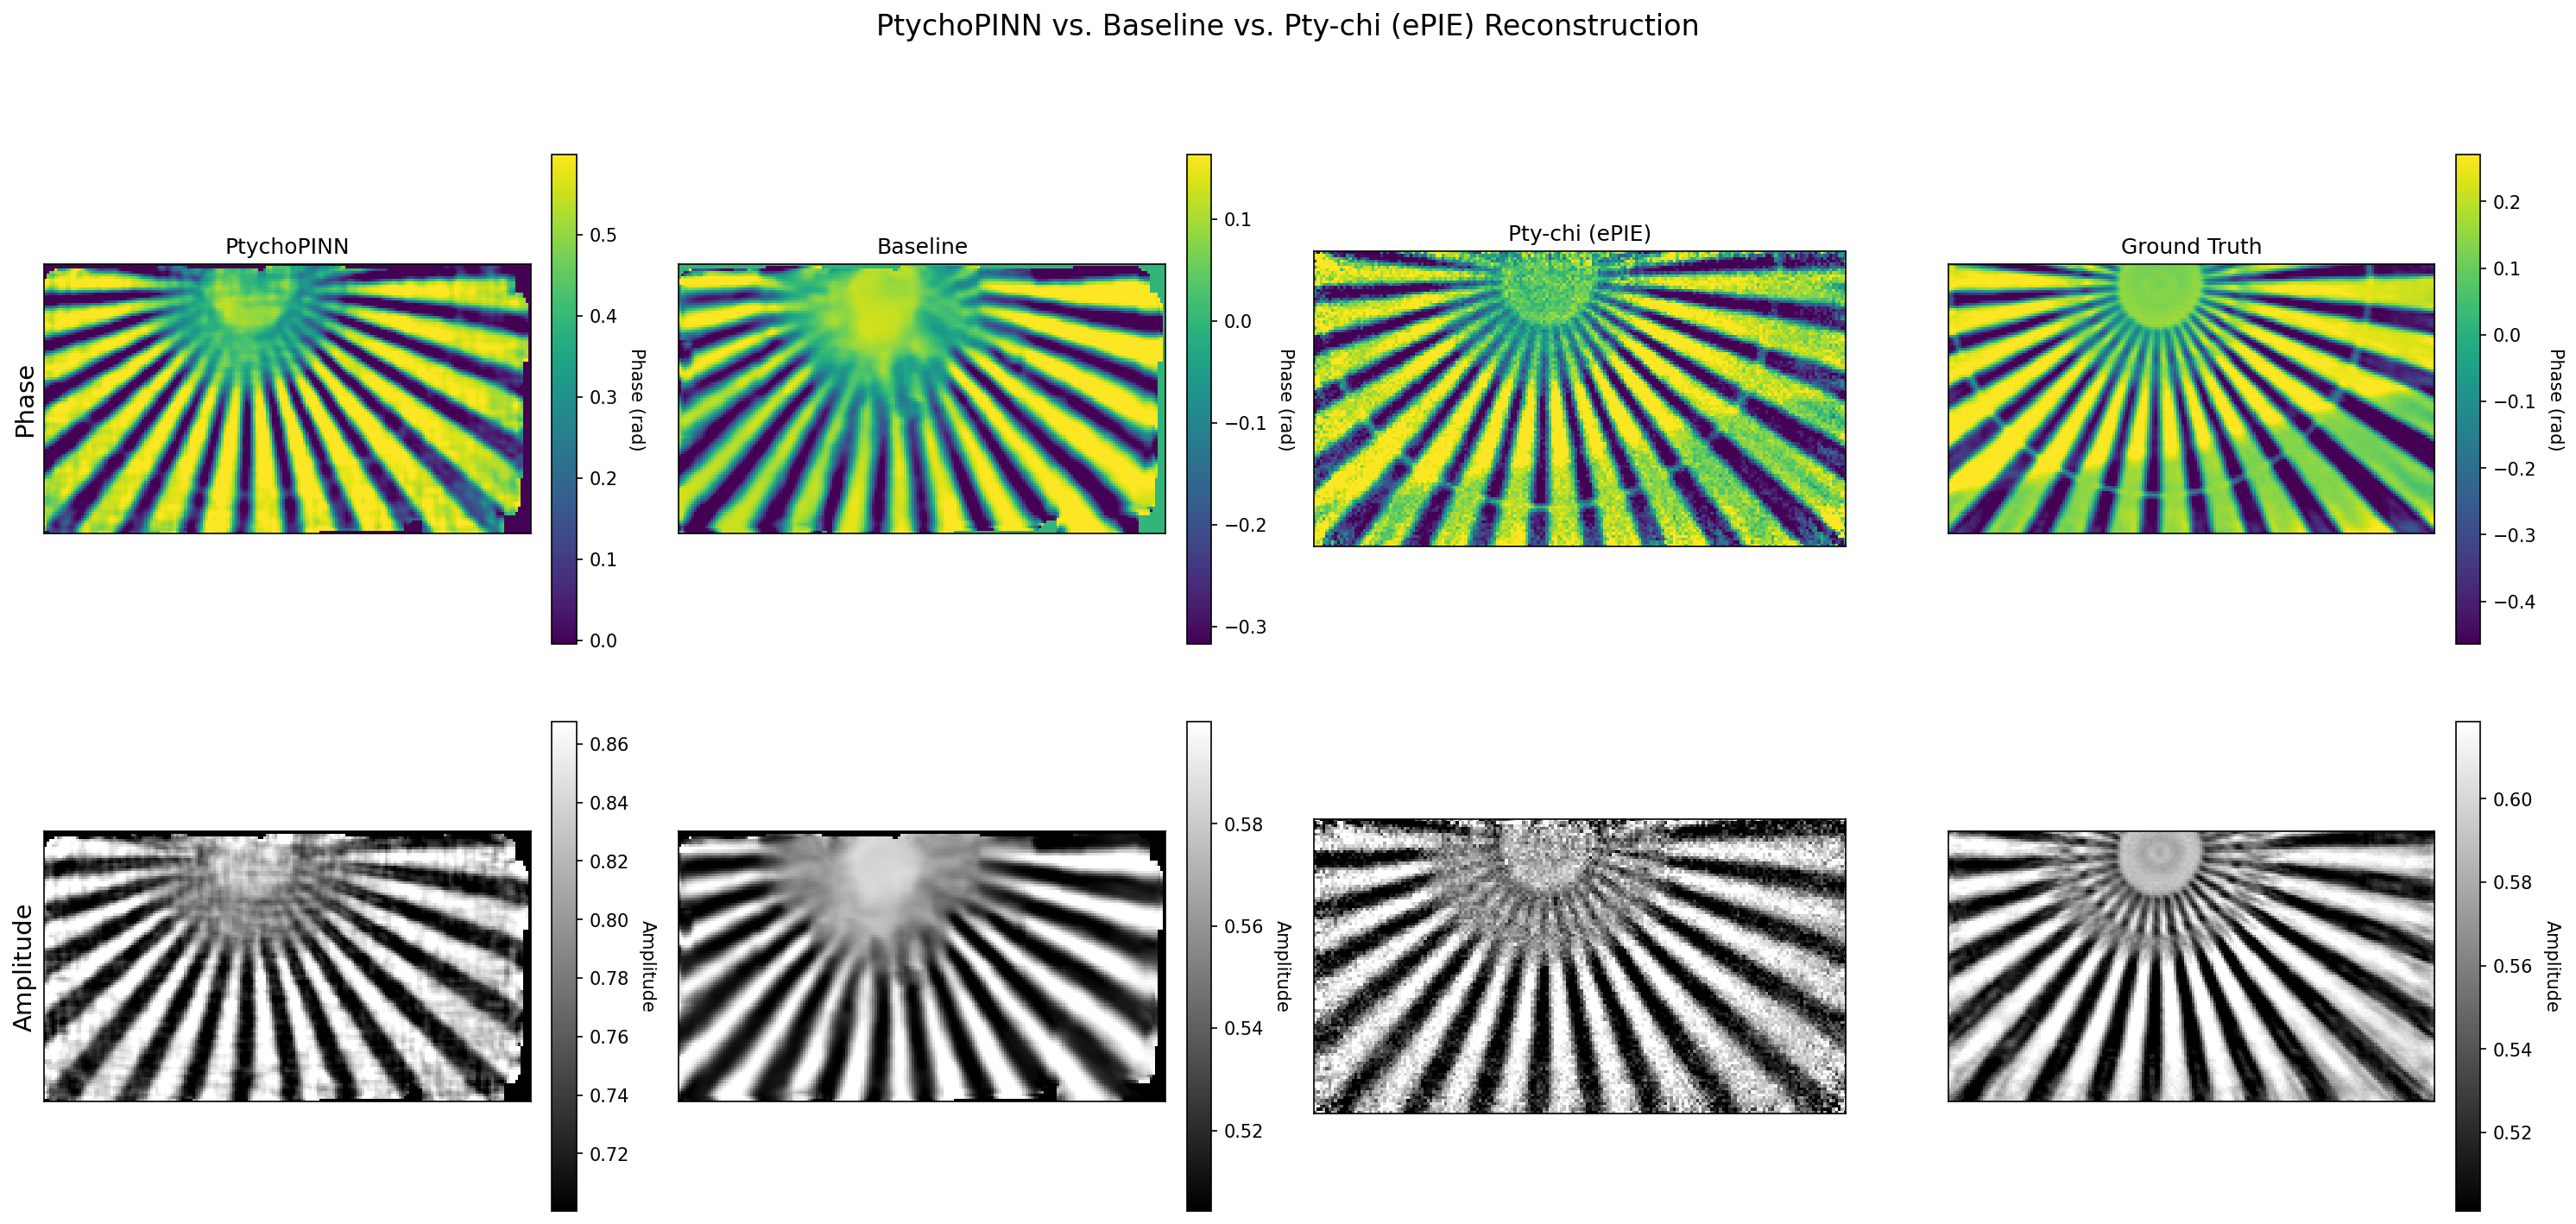 PtychoPINN vs. Baseline vs. Pty-chi (ePIE) Reconstruction
PtychoPINN
Baseline
Pty-chi (ePIE)
Ground Truth
Phase
0.5
0.4
0.3
0.2
0.1
0.0
Phase (rad)
0.1
0.0
−0.1
−0.2
−0.3
Phase (rad)
0.2
0.1
0.0
−0.1
−0.2
−0.3
−0.4
Phase (rad)
Amplitude
0.86
0.84
0.82
0.80
0.78
0.76
0.74
0.72
Amplitude
0.58
0.56
0.54
0.52
Amplitude
0.60
0.58
0.56
0.54
0.52
Amplitude